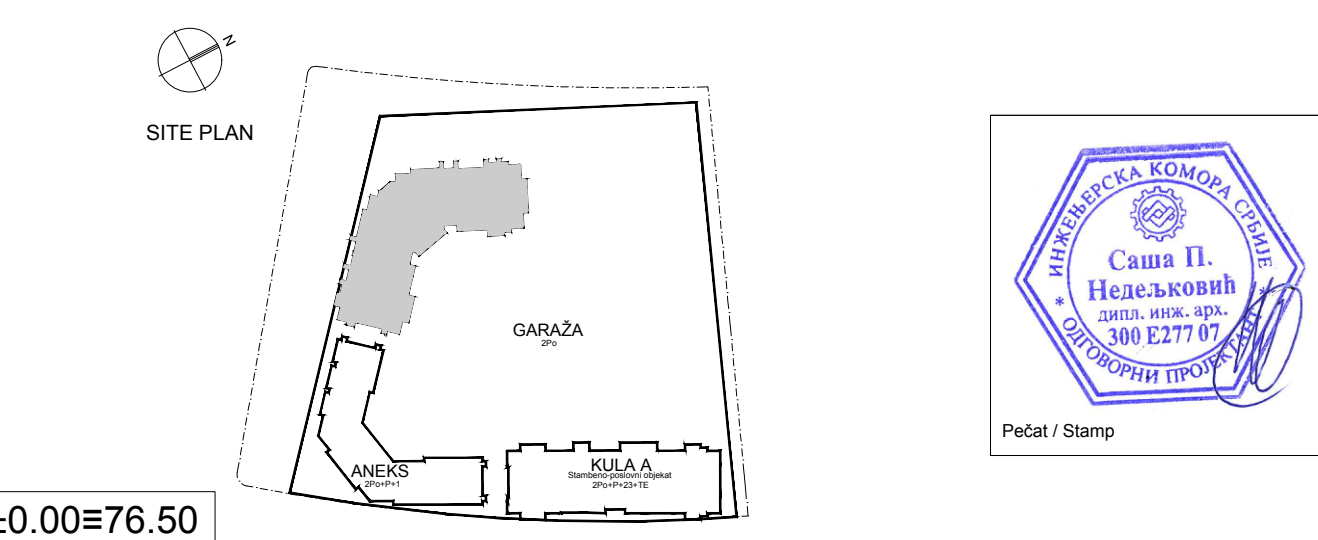 N
SITE PLAN
GARAŽA
2Po
ANEKS
2Po+P+1
KULA A
Stambeno-poslovni objekat
2Po+P+23+TE
±0.00≡76.50
ИНЖЕЊЕРСКА КОМОРА СРБИЈЕ
Саша П.
Недељковић
дипл. инж. арх.
300 Е277 07
* ОДГОВОРНИ ПРОЈЕКТАНТ *
Pečat / Stamp